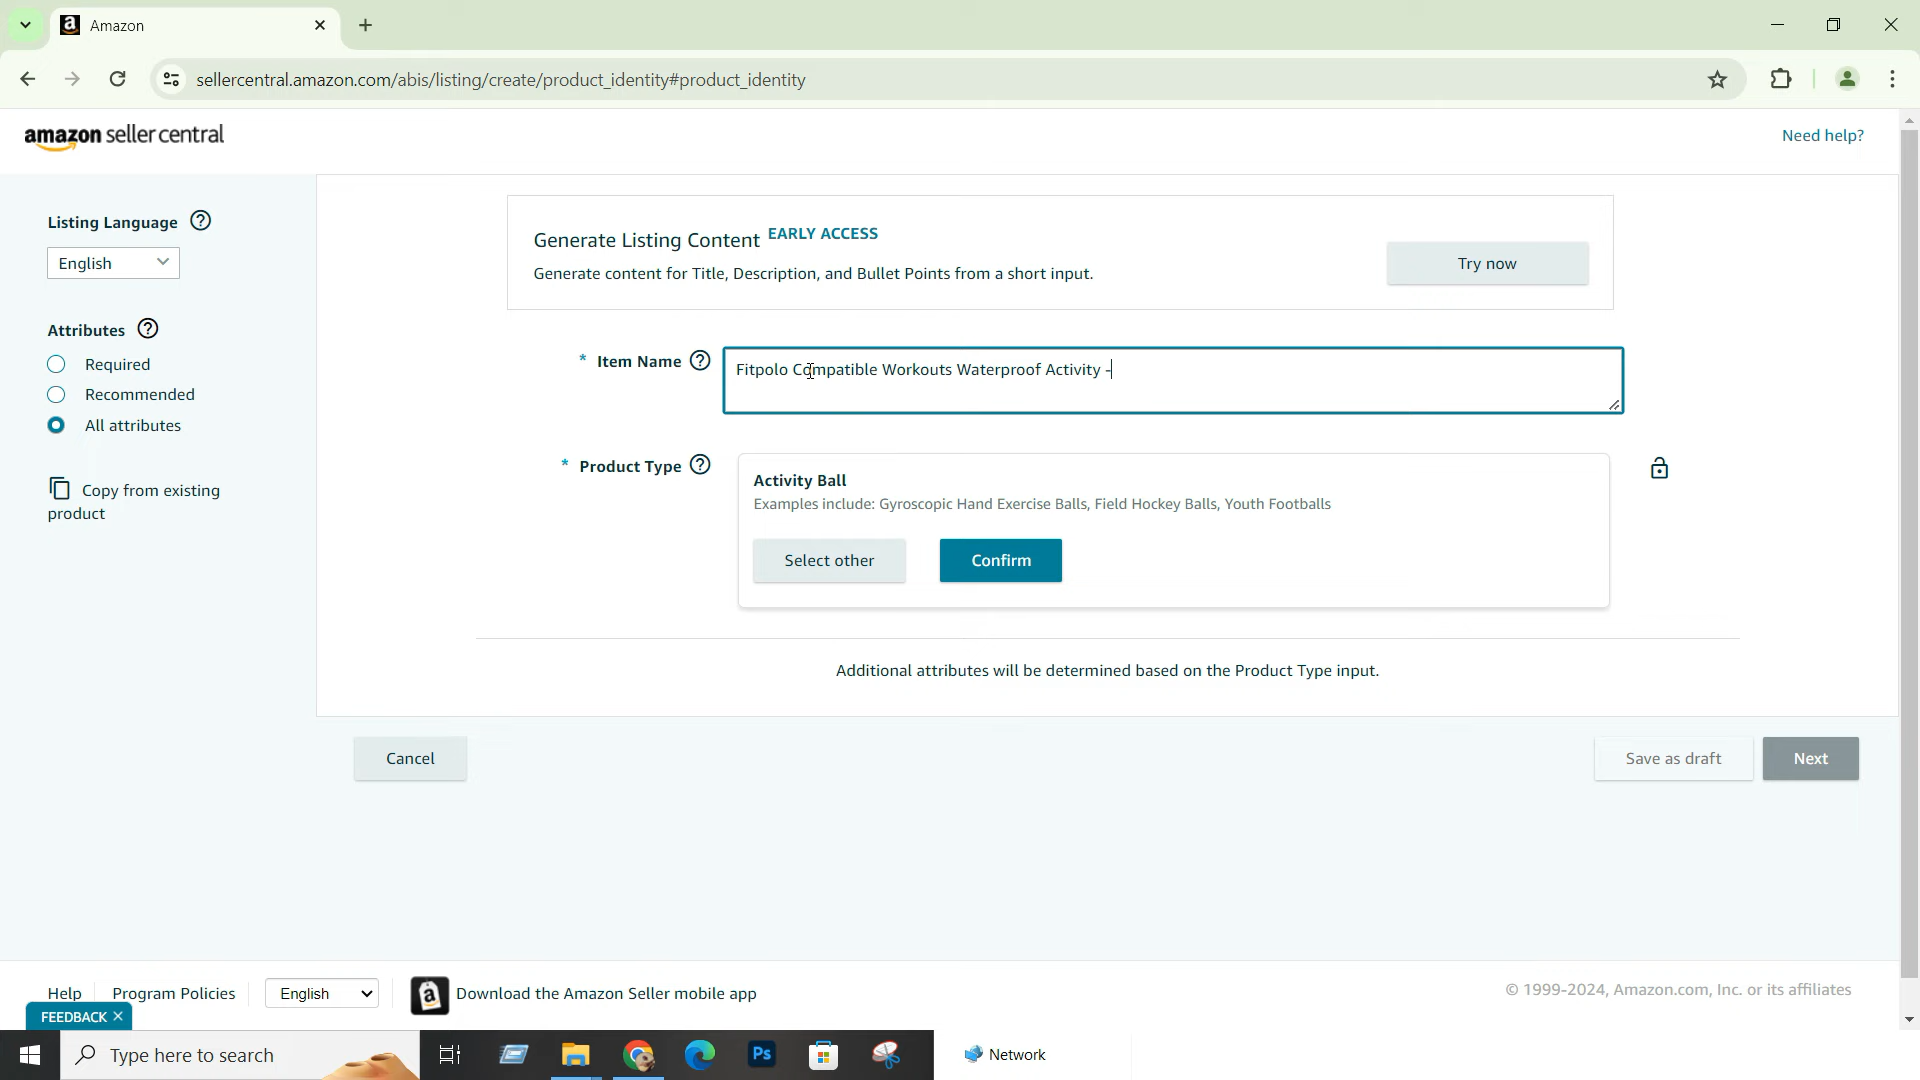 Amazon
sellercentral.amazon.com/abis/listing/create/product_identity#product_identity
amazon seller central
Need help?
Listing Language
English
Attributes
Required
Recommended
All attributes
Copy from existing
product
Generate Listing Content EARLY ACCESS
Generate content for Title, Description, and Bullet Points from a short input.
Try now
* Item Name
Fitpolo Compatible Workouts Waterproof Activity -
* Product Type
Activity Ball
Examples include: Gyroscopic Hand Exercise Balls, Field Hockey Balls, Youth Footballs
Select other
Confirm
Additional attributes will be determined based on the Product Type input.
Cancel
Save as draft
Next
Help
Program Policies
English
Download the Amazon Seller mobile app
© 1999-2024, Amazon.com, Inc. or its affiliates
FEEDBACK
Type here to search
Ps
Network